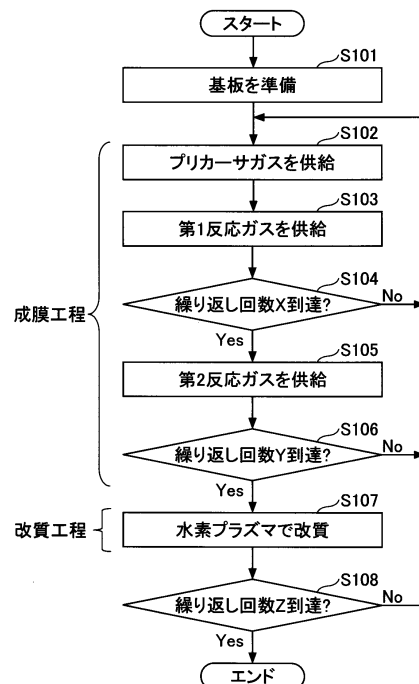 スタート
S101
基板を準備
S102
プリカーサガスを供給
S103
第1反応ガスを供給
S104
繰り返し回数X到達?
No
Yes
成膜工程
S105
第2反応ガスを供給
S106
繰り返し回数Y到達?
No
Yes
S107
改質工程
水素プラズマで改質
S108
繰り返し回数Z到達?
No
Yes
エンド